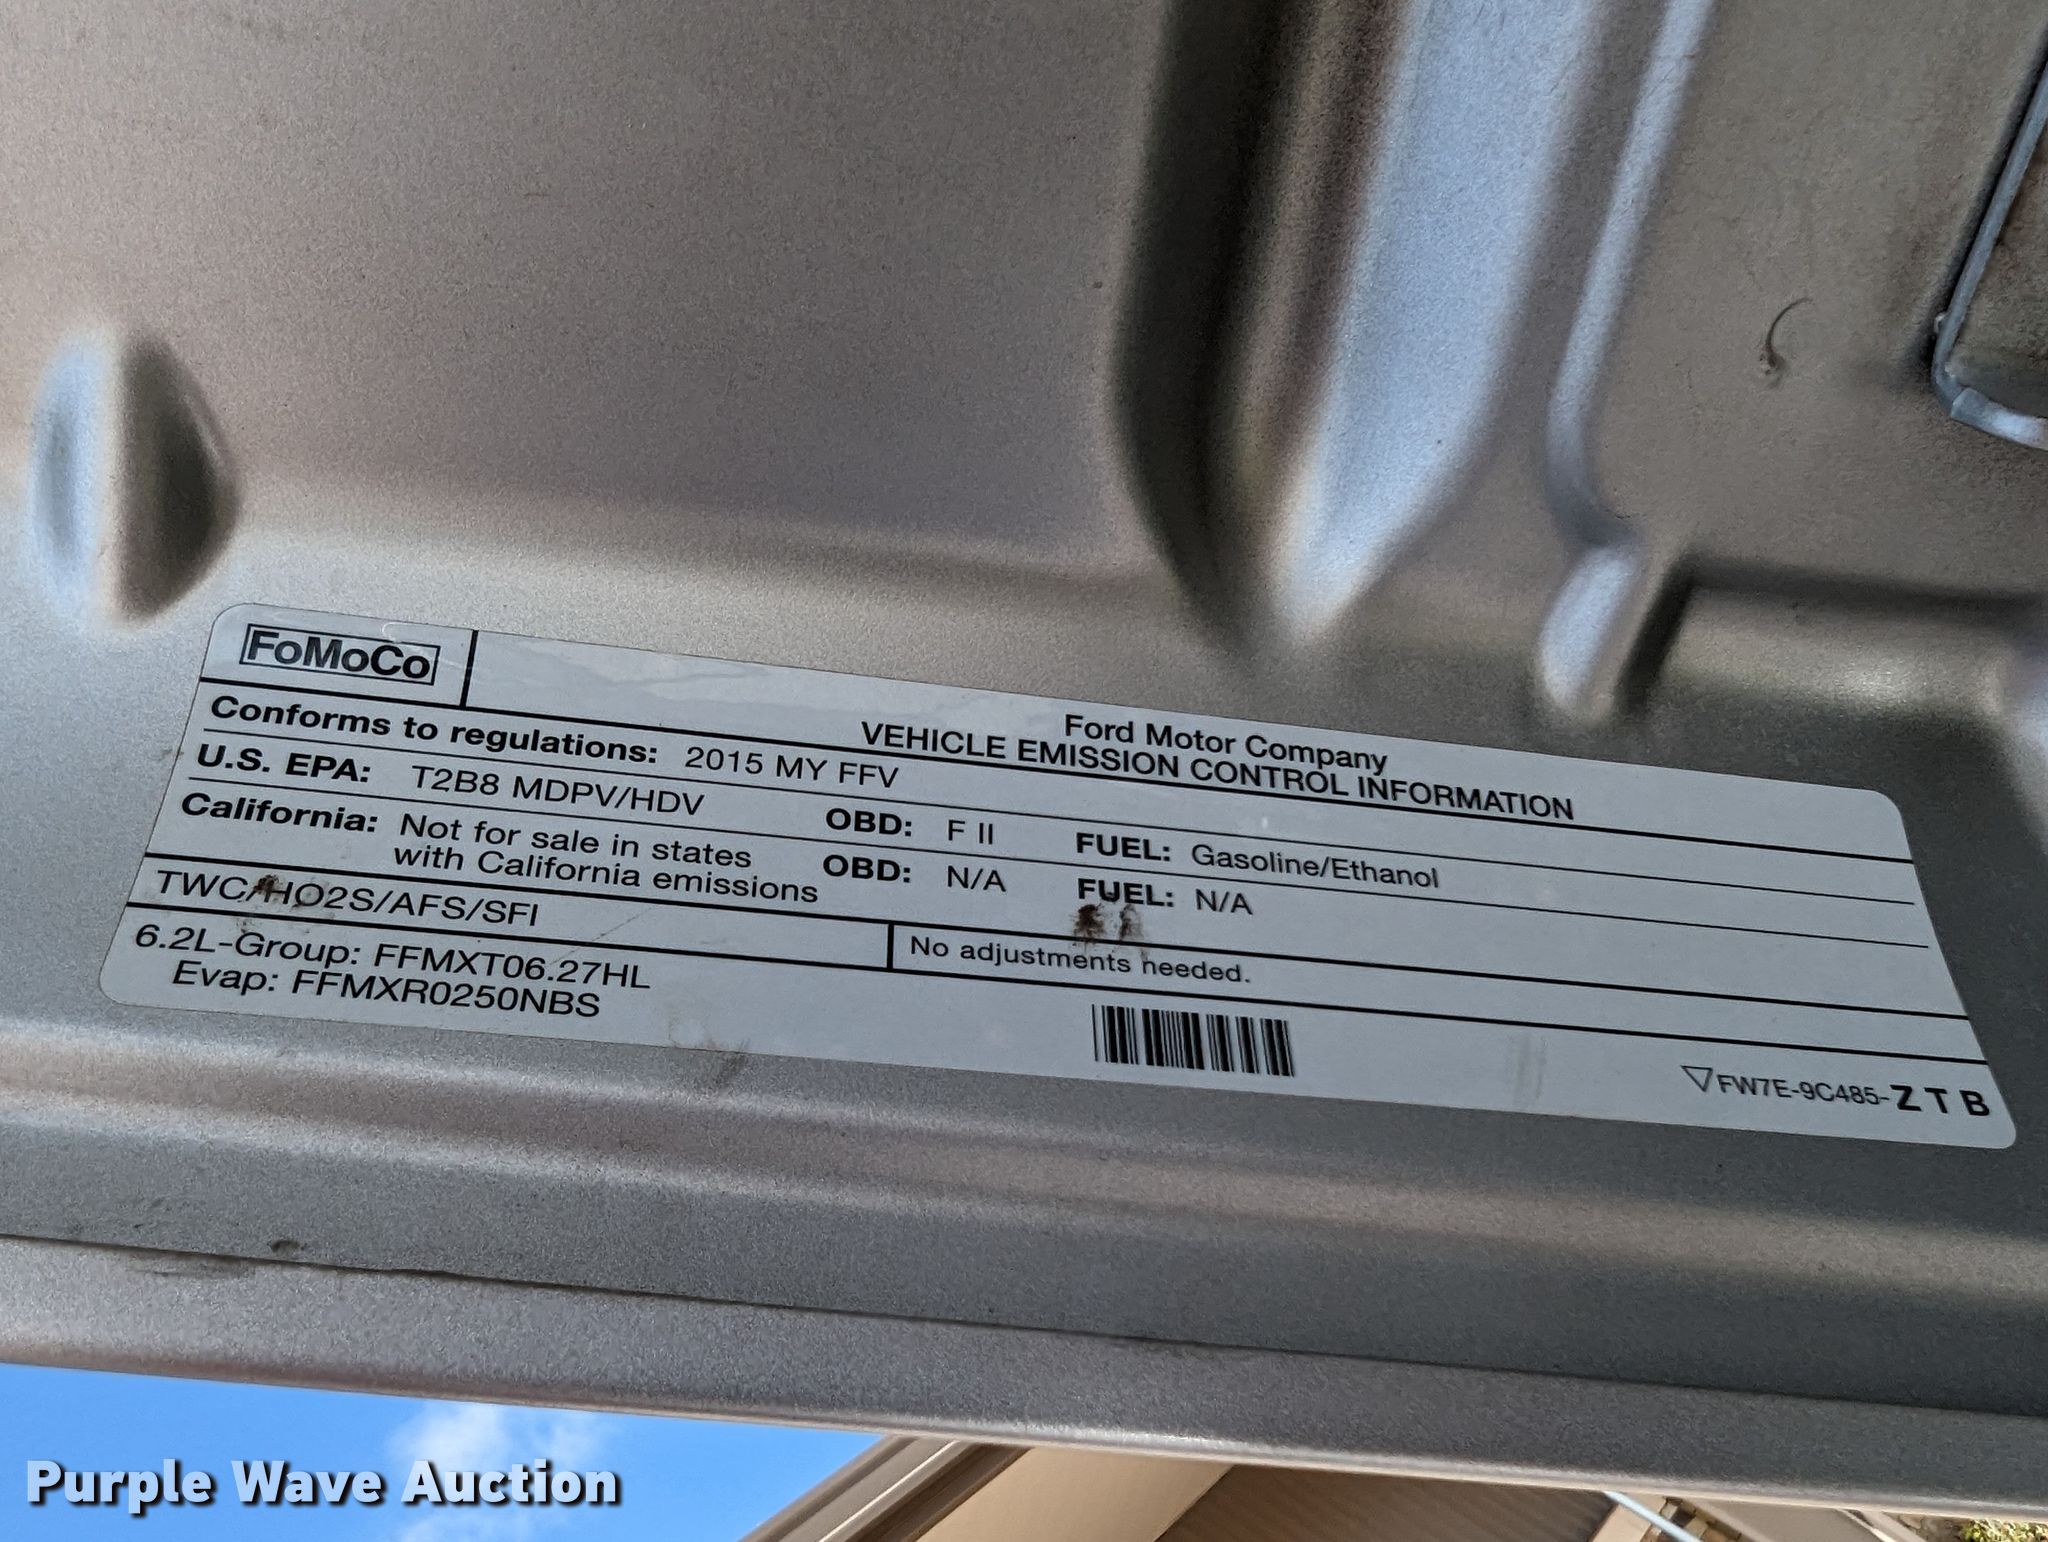 FoMoCo
Ford Motor Company
VEHICLE EMISSION CONTROL INFORMATION
Conforms to regulations: 2015 MY FFV
U.S. EPA: T2B8 MDPV/HDV OBD: F II FUEL: Gasoline/Ethanol
California: Not for sale in states with California emissions OBD: N/A FUEL: N/A
TWC/HO2S/AFS/SFI
No adjustments needed.
6.2L-Group: FFMXT06.27HL
Evap: FFMXR0250NBS
FW7E-9C485-ZTB
Purple Wave Auction